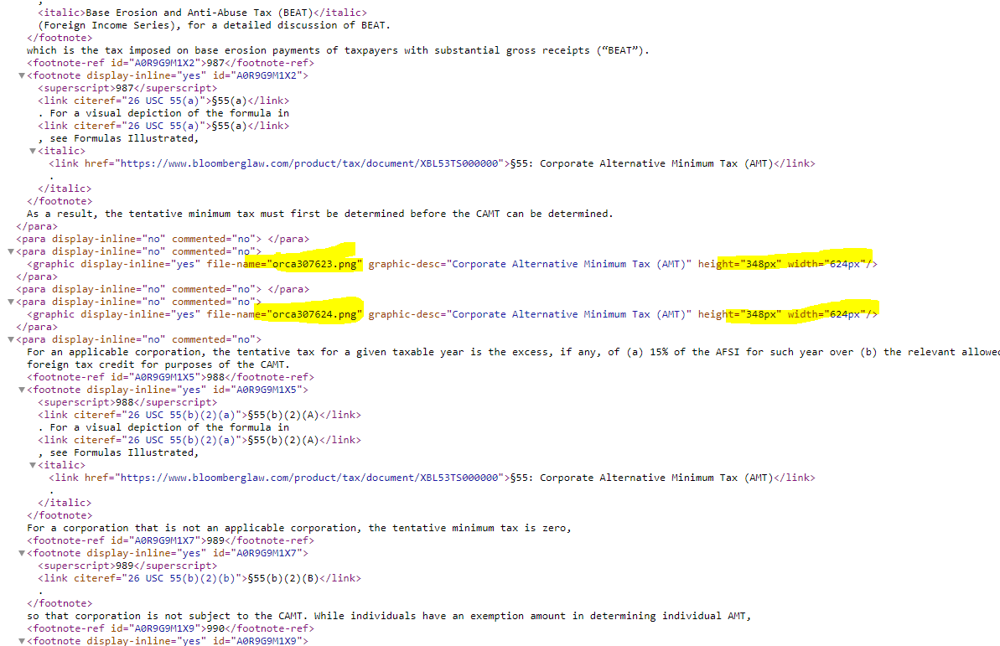 ,
<italic>Base Erosion and Anti-Abuse Tax (BEAT)</italic>
(Foreign Income Series), for a detailed discussion of BEAT.
</footnote>
which is the tax imposed on base erosion payments of taxpayers with substantial gross receipts (“BEAT”).
<footnote-ref id="A0R9G9M1X2">987</footnote-ref>
▼<footnote display-inline="yes" id="A0R9G9M1X2">
<superscript>987</superscript>
<link citeref="26 USC 55(a)">§55(a)</link>
. For a visual depiction of the formula in
<link citeref="26 USC 55(a)">§55(a)</link>
, see Formulas Illustrated,
▼<italic>
<link href="https://www.bloomberglaw.com/product/tax/document/XBL53TS000000">§55: Corporate Alternative Minimum Tax (AMT)</link>
.
</italic>
</footnote>
As a result, the tentative minimum tax must first be determined before the CAMT can be determined.
</para>
<para display-inline="no" commented="no"> </para>
▼<para display-inline="no" commented="no">
<graphic display-inline="yes" file-name="orca307623.png" graphic-desc="Corporate Alternative Minimum Tax (AMT)" height="348px" width="624px"/>
</para>
<para display-inline="no" commented="no"> </para>
▼<para display-inline="no" commented="no">
<graphic display-inline="yes" file-name="orca307624.png" graphic-desc="Corporate Alternative Minimum Tax (AMT)" height="348px" width="624px"/>
</para>
▼<para display-inline="no" commented="no">
For an applicable corporation, the tentative tax for a given taxable year is the excess, if any, of (a) 15% of the AFSI for such year over (b) the relevant allowed
foreign tax credit for purposes of the CAMT.
<footnote-ref id="A0R9G9M1X5">988</footnote-ref>
▼<footnote display-inline="yes" id="A0R9G9M1X5">
<superscript>988</superscript>
<link citeref="26 USC 55(b)(2)(a)">§55(b)(2)(A)</link>
. For a visual depiction of the formula in
<link citeref="26 USC 55(b)(2)(a)">§55(b)(2)(A)</link>
, see Formulas Illustrated,
▼<italic>
<link href="https://www.bloomberglaw.com/product/tax/document/XBL53TS000000">§55: Corporate Alternative Minimum Tax (AMT)</link>
.
</italic>
</footnote>
For a corporation that is not an applicable corporation, the tentative minimum tax is zero,
<footnote-ref id="A0R9G9M1X7">989</footnote-ref>
▼<footnote display-inline="yes" id="A0R9G9M1X7">
<superscript>989</superscript>
<link citeref="26 USC 55(b)(2)(b)">§55(b)(2)(B)</link>
.
</footnote>
so that corporation is not subject to the CAMT. While individuals have an exemption amount in determining individual AMT,
<footnote-ref id="A0R9G9M1X9">990</footnote-ref>
▼<footnote display-inline="yes" id="A0R9G9M1X9">